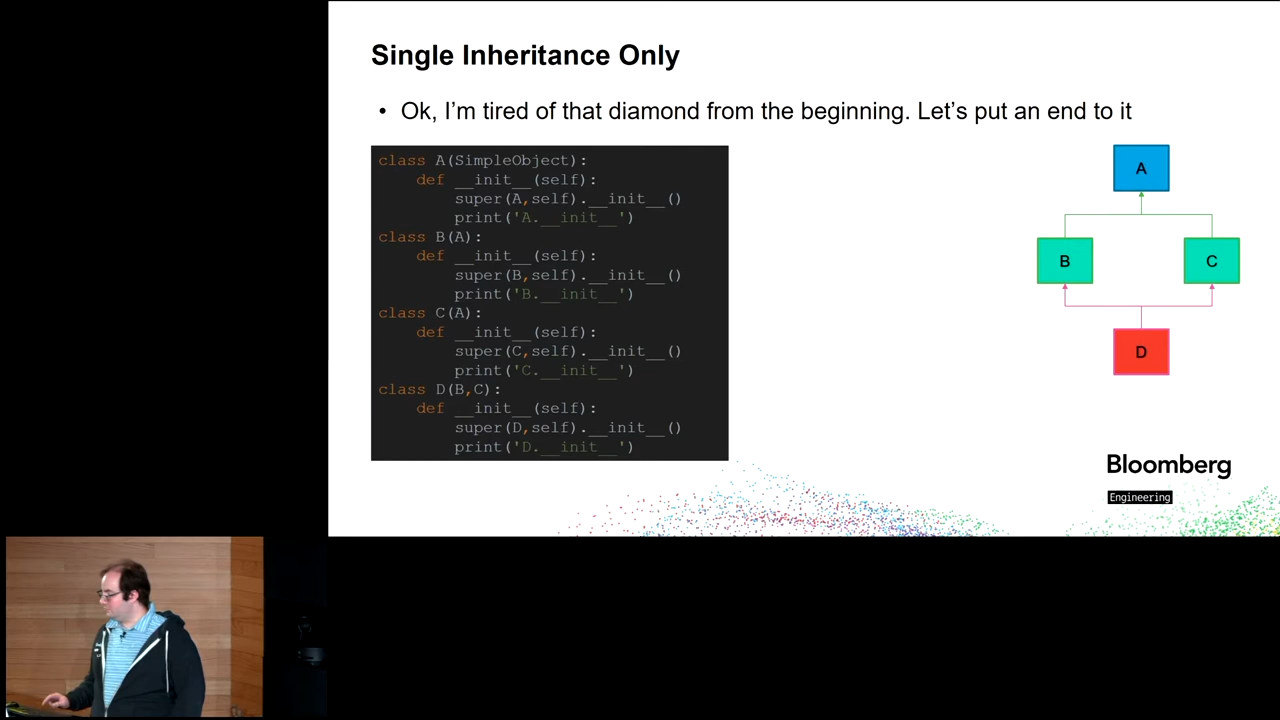 Single Inheritance Only
• Ok, I'm tired of that diamond from the beginning. Let's put an end to it
class A(SimpleObject):
    def __init__(self):
        super(A,self).__init__()
        print('A.__init__')
class B(A):
    def __init__(self):
        super(B,self).__init__()
        print('B.__init__')
class C(A):
    def __init__(self):
        super(C,self).__init__()
        print('C.__init__')
class D(B,C):
    def __init__(self):
        super(D,self).__init__()
        print('D.__init__')
A
B
C
D
Bloomberg
Engineering